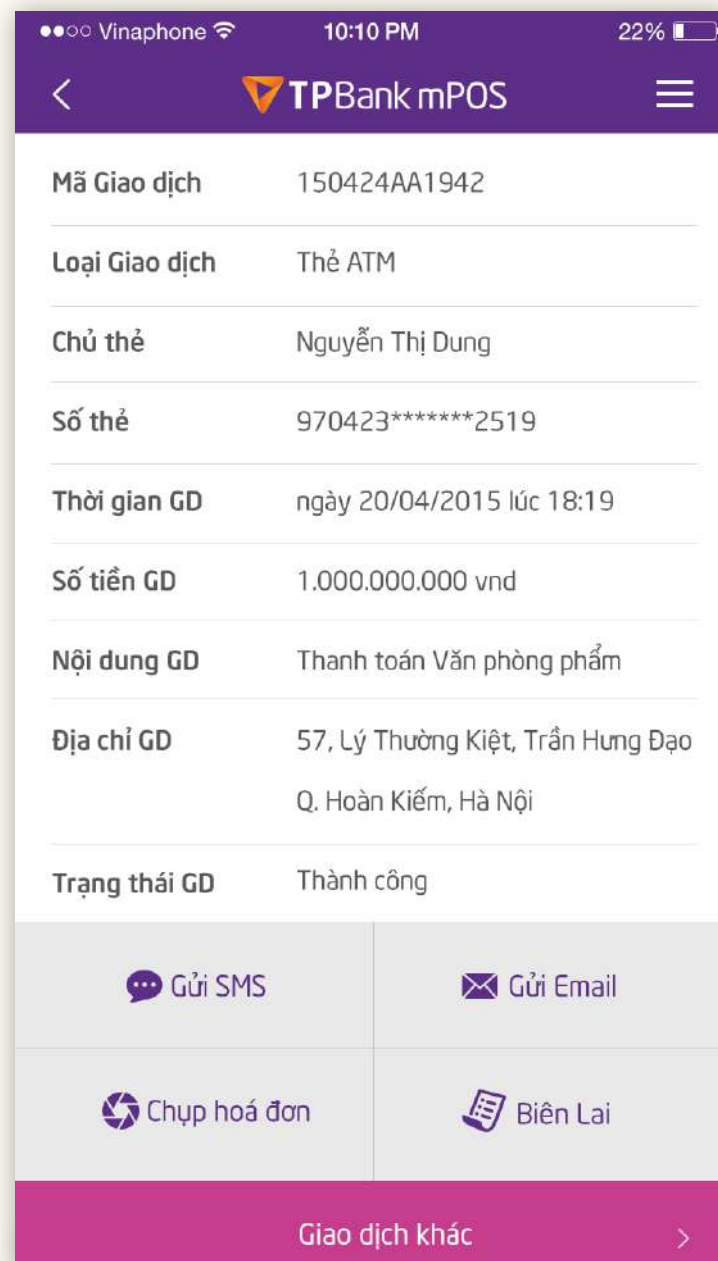 Vinaphone 10:10 PM 22%
TPBank mPOS
Mã Giao dịch 150424AA1942
Loại Giao dịch Thẻ ATM
Chủ thẻ Nguyễn Thị Dung
Số thẻ 970423*******2519
Thời gian GD ngày 20/04/2015 lúc 18:19
Số tiền GD 1.000.000.000 vnd
Nội dung GD Thanh toán Văn phòng phẩm
Địa chỉ GD 57, Lý Thường Kiệt, Trần Hưng Đạo
Q. Hoàn Kiếm, Hà Nội
Trạng thái GD Thành công
Gửi SMS Gửi Email
Chụp hoá đơn Biên Lai
Giao dịch khác